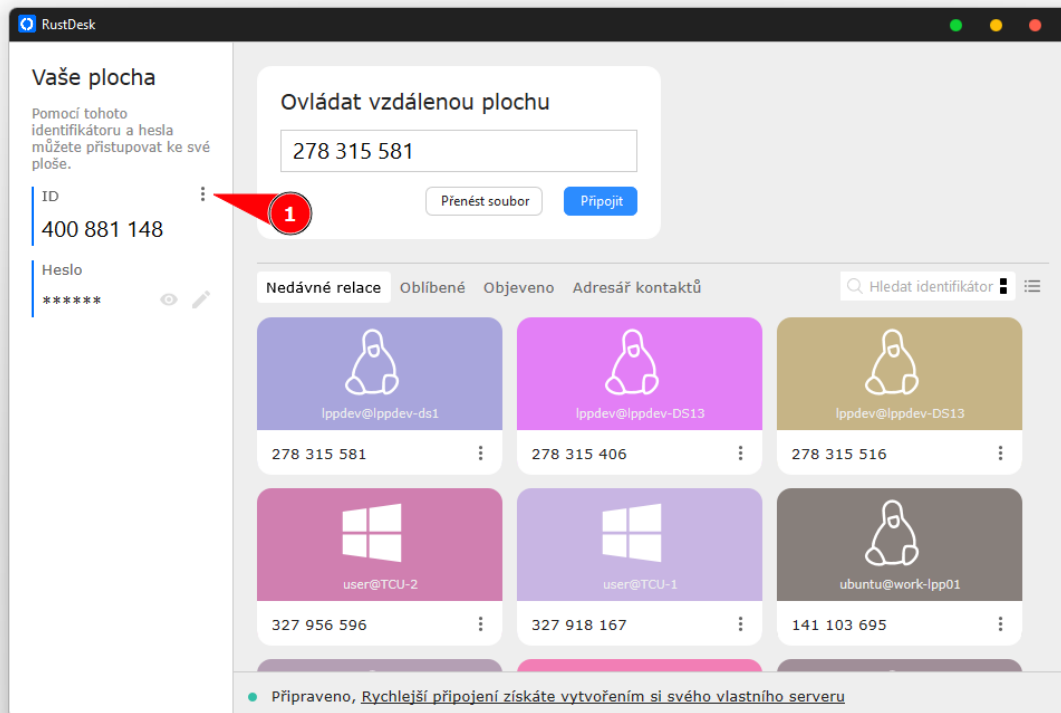 RustDesk
Vaše plocha
Pomocí tohoto
identifikátoru a hesla
můžete přistupovat ke své
ploše.
ID
400 881 148
Heslo
******
1
Ovládat vzdálenou plochu
278 315 581
Přenést soubor
Připojit
Nedávné relace Oblíbené Objeveno Adresář kontaktů
Hledat identifikátor
lppdev@lppdev-ds1
278 315 581
lppdev@lppdev-DS13
278 315 406
lppdev@lppdev-DS13
278 315 516
user@TCU-2
327 956 596
user@TCU-1
327 918 167
ubuntu@work-lpp01
141 103 695
Připraveno, Rychlejší připojení získáte vytvořením si svého vlastního serveru